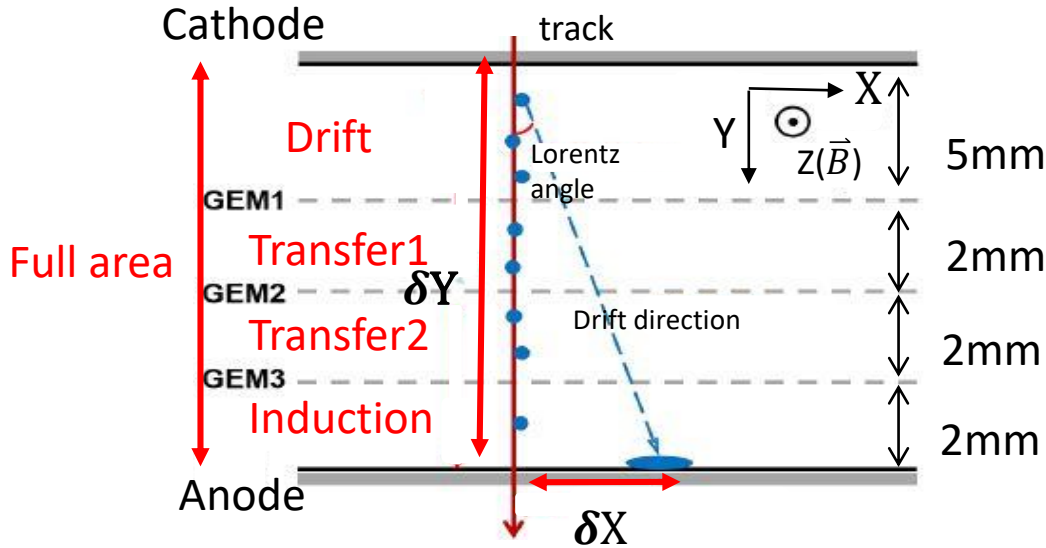 Cathode
track
X
Y
Z(B⃗)
Drift
Lorentz
angle
5mm
GEM1
Transfer1
2mm
Full area
δY
GEM2
Drift direction
Transfer2
2mm
GEM3
Induction
2mm
Anode
δX